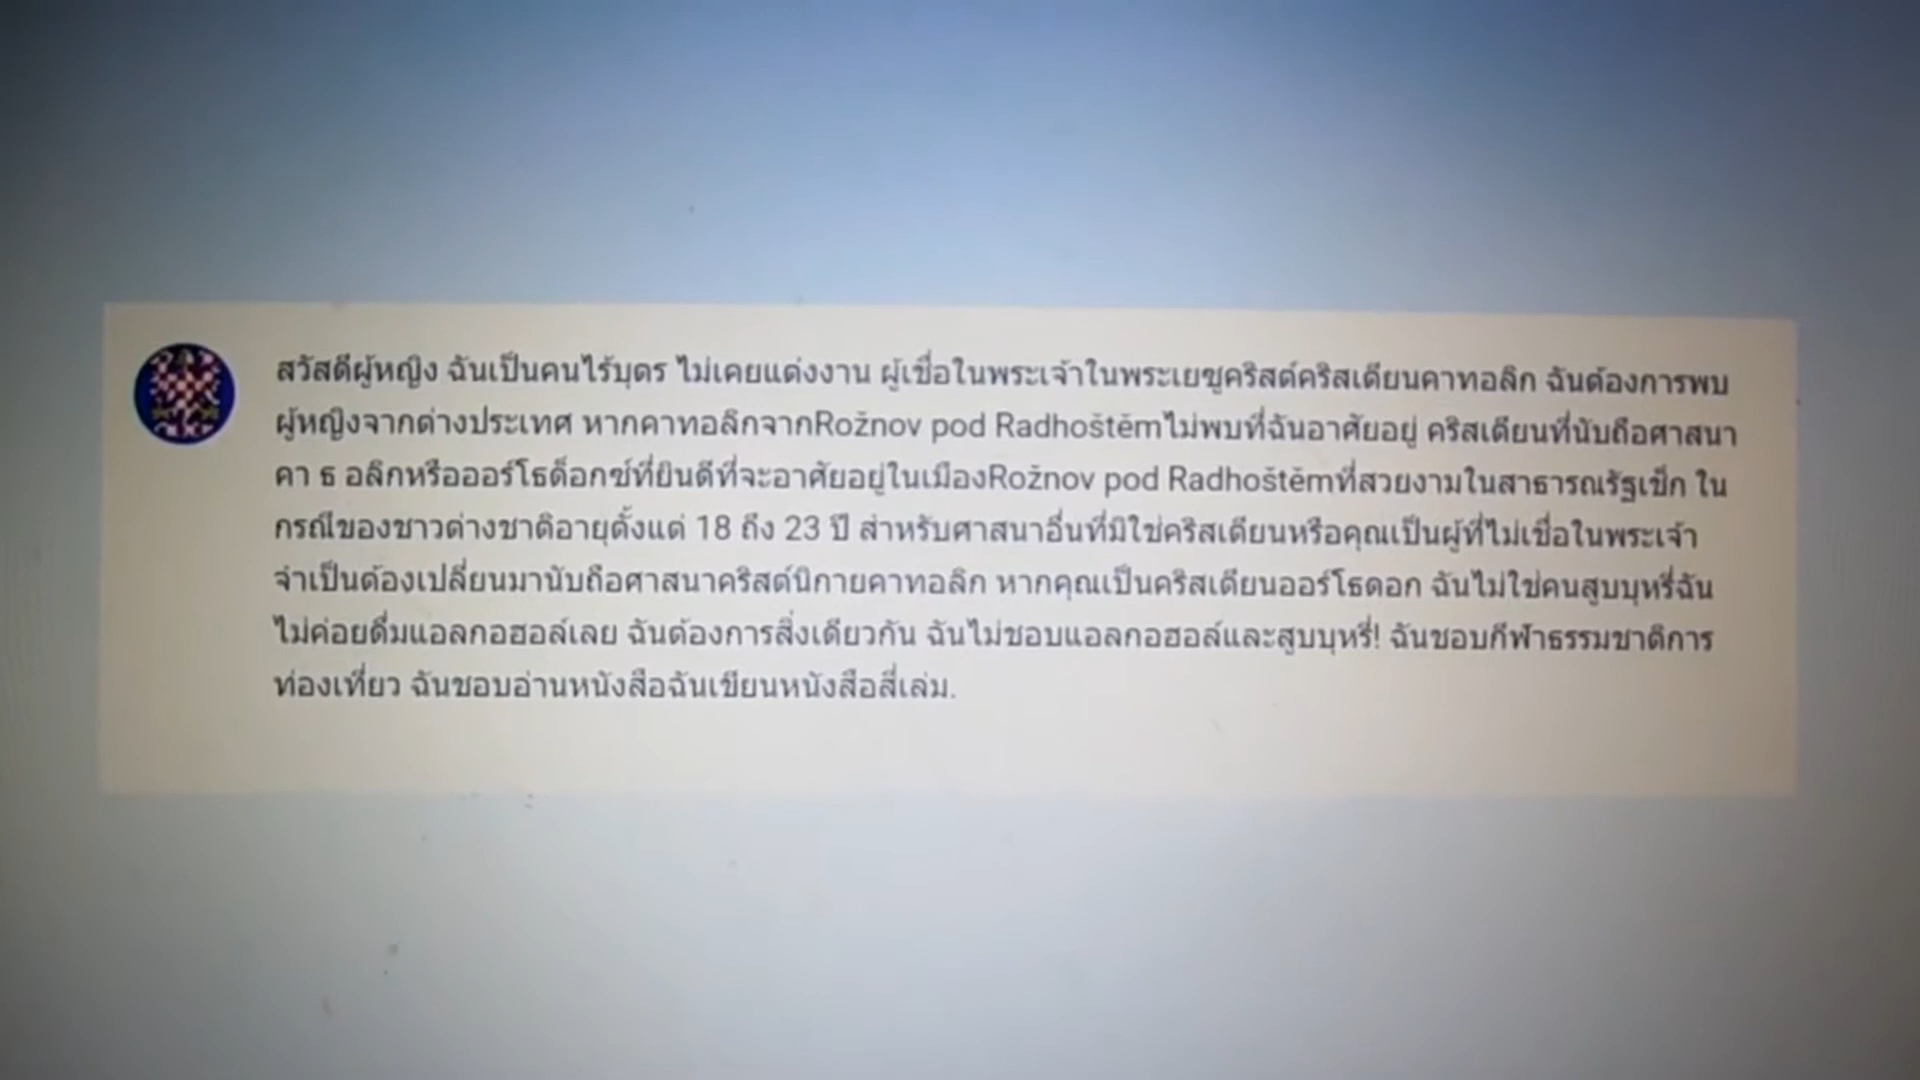 สวัสดีผู้หญิง ฉันเป็นคนไร้บุตร ไม่เคยแต่งงาน ผู้เชื่อในพระเจ้าในพระเยซูคริสต์คริสเตียนคาทอลิก ฉันต้องการพบ
ผู้หญิงจากต่างประเทศ หากคาทอลิกจากRožnov pod Radhoštěmไม่พบที่ฉันอาศัยอยู่ คริสเตียนที่นับถือศาสนา
คา ธ อลิกหรือออร์โธด็อกซ์ที่ยินดีที่จะอาศัยอยู่ในเมืองRožnov pod Radhoštěmที่สวยงามในสาธารณรัฐเช็ก ใน
กรณีของชาวต่างชาติอายุตั้งแต่ 18 ถึง 23 ปี สำหรับศาสนาอื่นที่มิใช่คริสเตียนหรือคุณเป็นผู้ที่ไม่เชื่อในพระเจ้า
จำเป็นต้องเปลี่ยนมานับถือศาสนาคริสต์นิกายคาทอลิก หากคุณเป็นคริสเตียนออร์โธดอก ฉันไม่ใช่คนสูบบุหรี่ฉัน
ไม่ค่อยดื่มแอลกอฮอล์เลย ฉันต้องการสิ่งเดียวกัน ฉันไม่ชอบแอลกอฮอล์และสูบบุหรี่! ฉันชอบกีฬาธรรมชาติการ
ท่องเที่ยว ฉันชอบอ่านหนังสือฉันเขียนหนังสือสี่เล่ม.